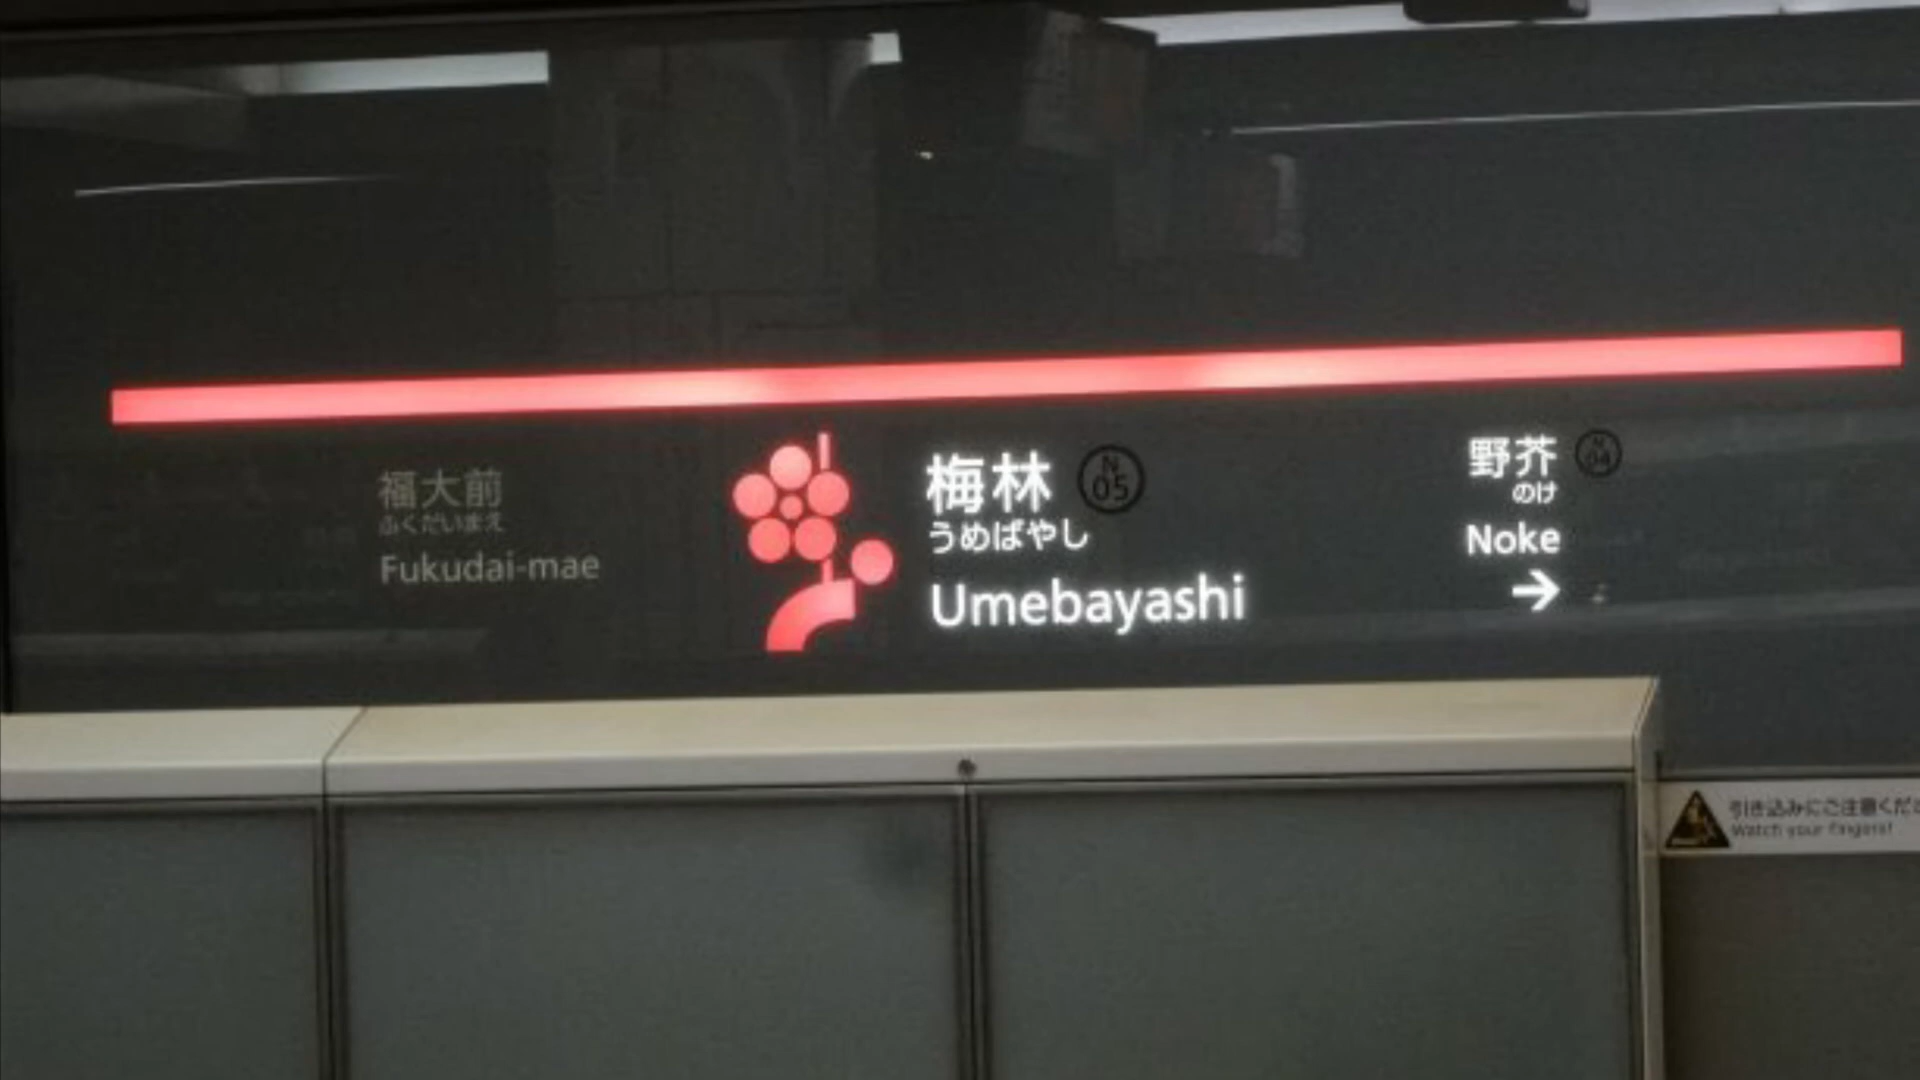 福大前
ふくだいまえ
Fukudai-mae
梅林
N
05
うめばやし
Umebayashi
野芥
N
04
のけ
Noke
→
引き込みにご注意くださ
Watch your fingers!